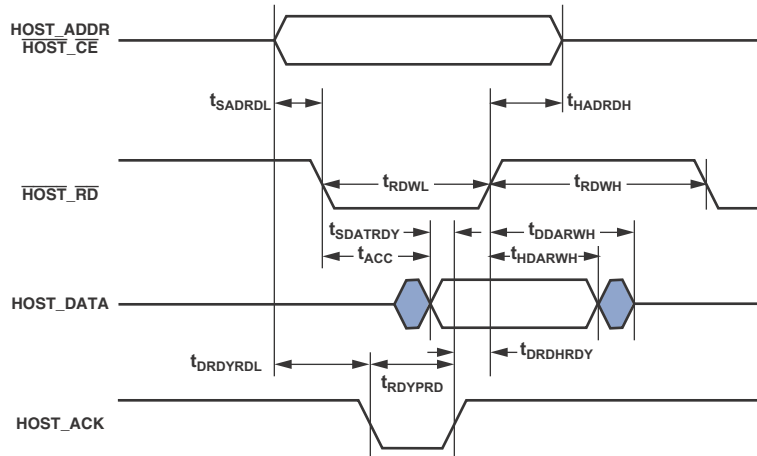 HOST_ADDR
HOST_CE
tSADRDL
tHADRDH
HOST_RD
tRDWL
tRDWH
tSDATRDY
tDDARWH
tACC
tHDARWH
HOST_DATA
tDRDYRDL
tRDYPRD
tDRDHRDY
HOST_ACK